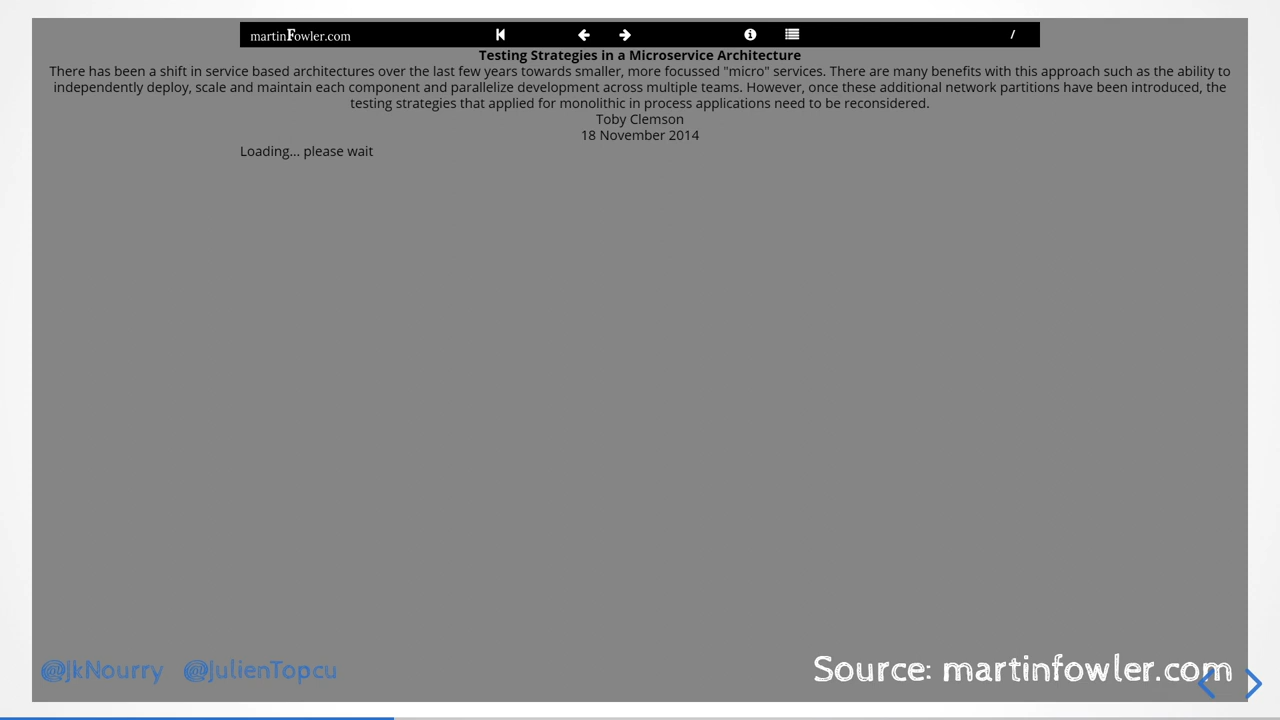 martinFowler.com
/
Testing Strategies in a Microservice Architecture
There has been a shift in service based architectures over the last few years towards smaller, more focussed "micro" services. There are many benefits with this approach such as the ability to
independently deploy, scale and maintain each component and parallelize development across multiple teams. However, once these additional network partitions have been introduced, the
testing strategies that applied for monolithic in process applications need to be reconsidered.
Toby Clemson
18 November 2014
Loading... please wait
@JkNourry @JulienTopcu
Source: martinfowler.com